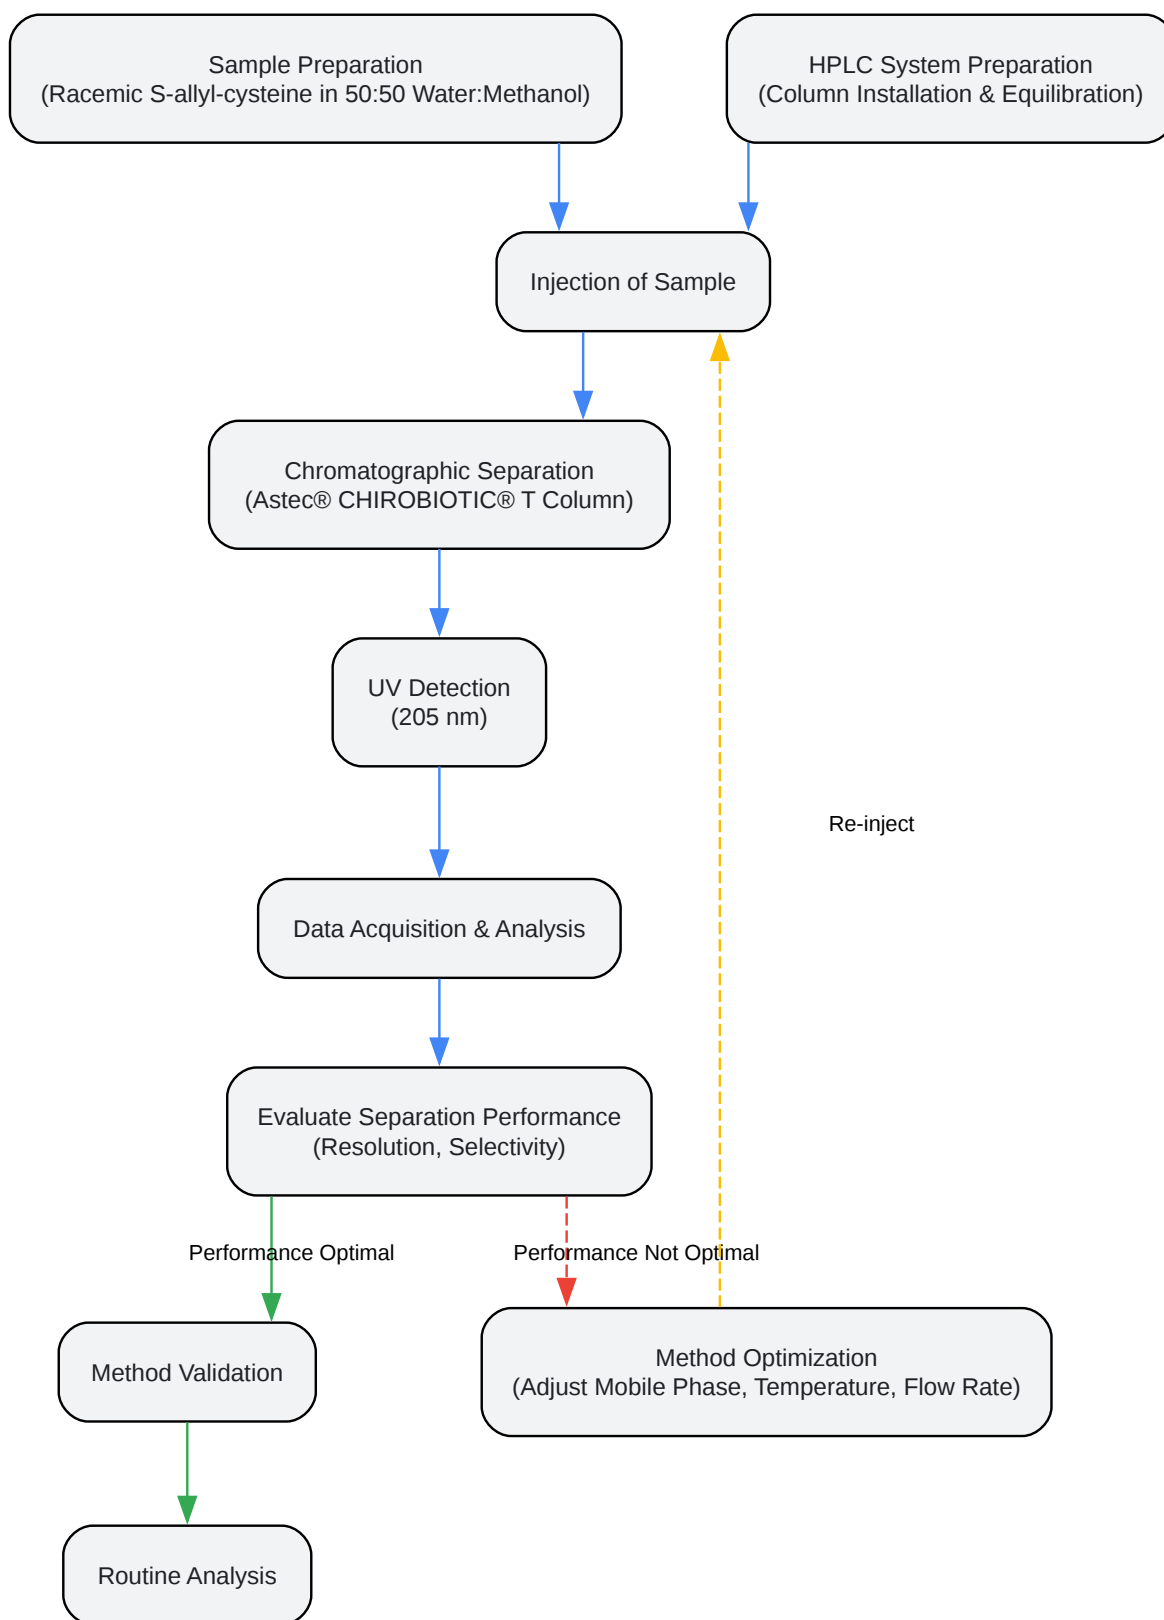 Sample Preparation
(Racemic S-allyl-cysteine in 50:50 Water:Methanol)
HPLC System Preparation
(Column Installation & Equilibration)
Injection of Sample
Chromatographic Separation
(Astec® CHIROBIOTIC® T Column)
UV Detection
(205 nm)
Re-inject
Data Acquisition & Analysis
Evaluate Separation Performance
(Resolution, Selectivity)
Performance Optimal
Performance Not Optimal
Method Validation
Method Optimization
(Adjust Mobile Phase, Temperature, Flow Rate)
Routine Analysis